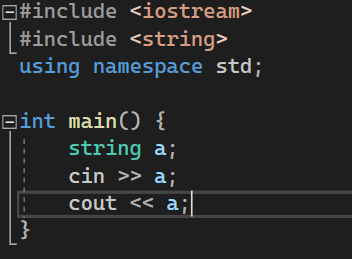 #include <iostream>
#include <string>
using namespace std;

int main() {
    string a;
    cin >> a;
    cout << a;
}